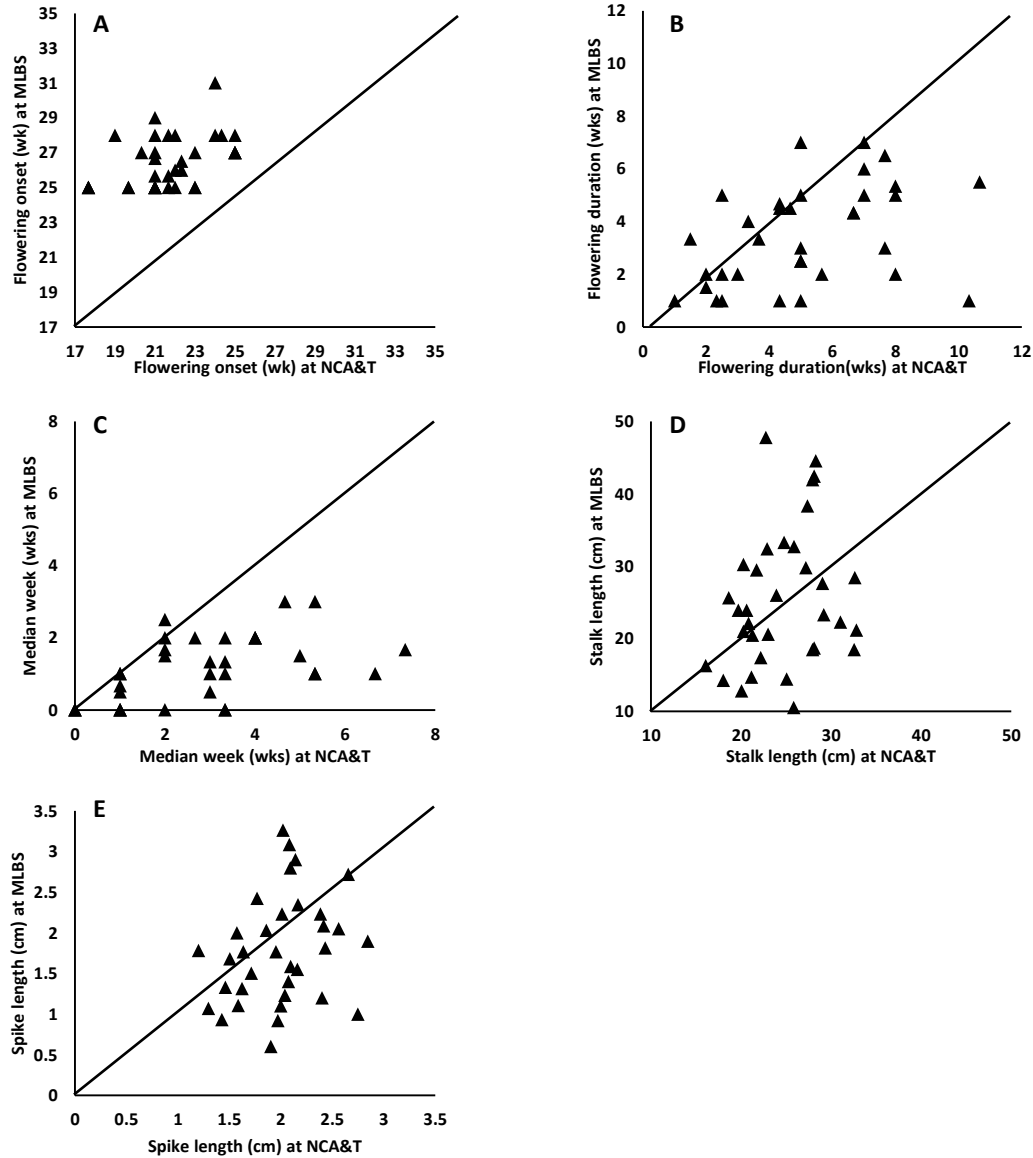 A
Flowering onset (wk) at MLBS
35
33
31
29
27
25
23
21
19
17
17 19 21 23 25 27 29 31 33 35
Flowering onset (wk) at NCA&T
B
Flowering duration (wks) at MLBS
12
10
8
6
4
2
0
0 2 4 6 8 10 12
Flowering duration(wks) at NCA&T
C
Median week (wks) at MLBS
8
6
4
2
0
0 2 4 6 8
Median week (wks) at NCA&T
D
Stalk length (cm) at MLBS
50
40
30
20
10
10 20 30 40 50
Stalk length (cm) at NCA&T
E
Spike length (cm) at MLBS
3.5
3
2.5
2
1.5
1
0.5
0
0 0.5 1 1.5 2 2.5 3 3.5
Spike length (cm) at NCA&T